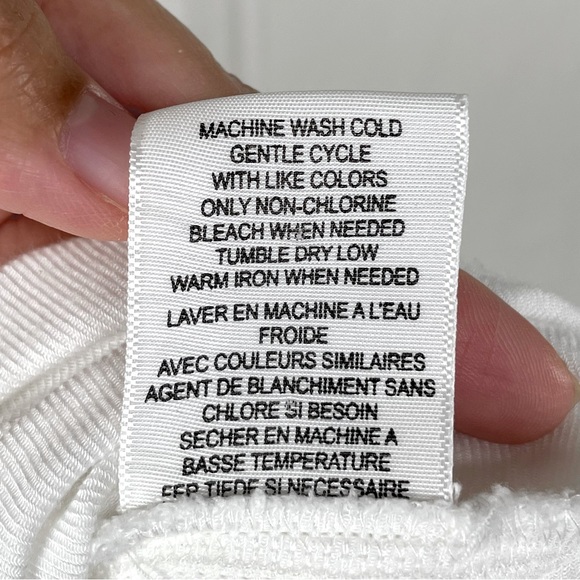 MACHINE WASH COLD
GENTLE CYCLE
WITH LIKE COLORS
ONLY NON-CHLORINE
BLEACH WHEN NEEDED
TUMBLE DRY LOW
WARM IRON WHEN NEEDED
LAVER EN MACHINE A L'EAU
FROIDE
AVEC COULEURS SIMILAIRES
AGENT DE BLANCHIMENT SANS
CHLORE SI BESOIN
SECHER EN MACHINE A
BASSE TEMPERATURE
FER TIEDE SI NECESSAIRE